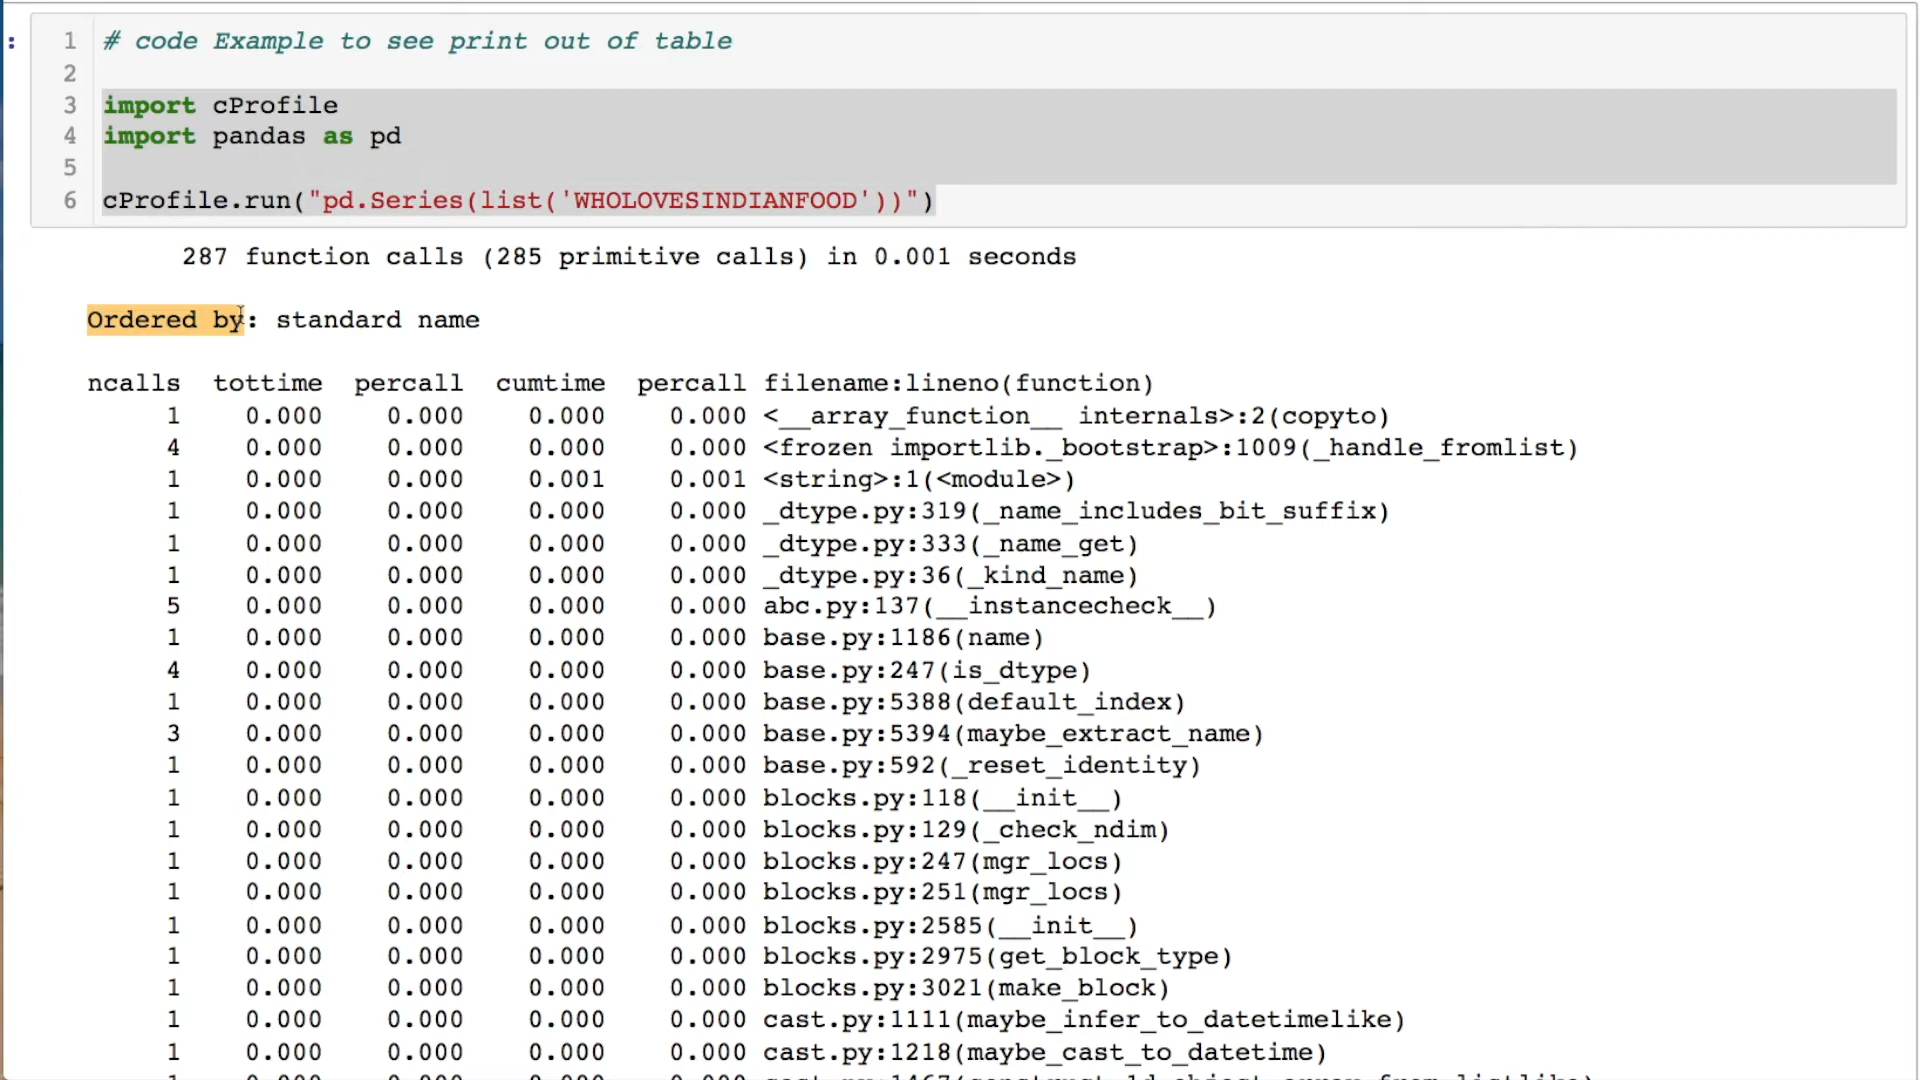 :
1 # code Example to see print out of table
2
3 import cProfile
4 import pandas as pd
5
6 cProfile.run("pd.Series(list('WHOLOVESINDIANFOOD'))")
287 function calls (285 primitive calls) in 0.001 seconds
Ordered by: standard name
ncalls tottime percall cumtime percall filename:lineno(function)
1 0.000 0.000 0.000 0.000 <__array_function__ internals>:2(copyto)
4 0.000 0.000 0.000 0.000 <frozen importlib._bootstrap>:1009(_handle_fromlist)
1 0.000 0.000 0.001 0.001 <string>:1(<module>)
1 0.000 0.000 0.000 0.000 _dtype.py:319(_name_includes_bit_suffix)
1 0.000 0.000 0.000 0.000 _dtype.py:333(_name_get)
1 0.000 0.000 0.000 0.000 _dtype.py:36(_kind_name)
5 0.000 0.000 0.000 0.000 abc.py:137(__instancecheck__)
1 0.000 0.000 0.000 0.000 base.py:1186(name)
4 0.000 0.000 0.000 0.000 base.py:247(is_dtype)
1 0.000 0.000 0.000 0.000 base.py:5388(default_index)
3 0.000 0.000 0.000 0.000 base.py:5394(maybe_extract_name)
1 0.000 0.000 0.000 0.000 base.py:592(_reset_identity)
1 0.000 0.000 0.000 0.000 blocks.py:118(__init__)
1 0.000 0.000 0.000 0.000 blocks.py:129(_check_ndim)
1 0.000 0.000 0.000 0.000 blocks.py:247(mgr_locs)
1 0.000 0.000 0.000 0.000 blocks.py:251(mgr_locs)
1 0.000 0.000 0.000 0.000 blocks.py:2585(__init__)
1 0.000 0.000 0.000 0.000 blocks.py:2975(get_block_type)
1 0.000 0.000 0.000 0.000 blocks.py:3021(make_block)
1 0.000 0.000 0.000 0.000 cast.py:1111(maybe_infer_to_datetimelike)
1 0.000 0.000 0.000 0.000 cast.py:1218(maybe_cast_to_datetime)